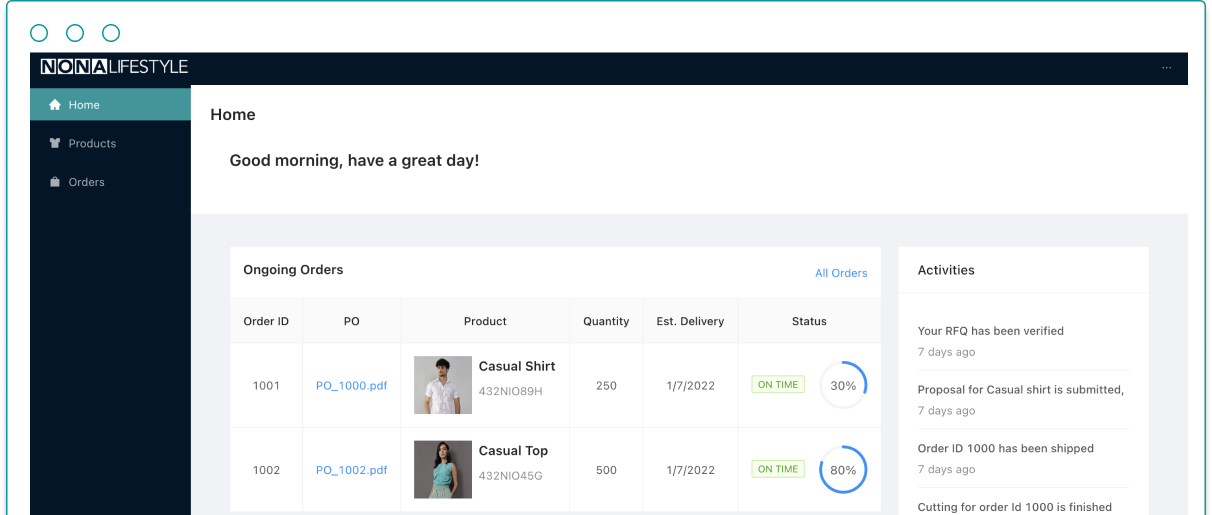 NONALIFESTYLE
...
Home
Products
Orders
Home
Good morning, have a great day!
Ongoing Orders
All Orders
Order ID PO Product Quantity Est. Delivery Status
1001 PO_1000.pdf Casual Shirt 250 1/7/2022 ON TIME 30%
432NIO89H
1002 PO_1002.pdf Casual Top 500 1/7/2022 ON TIME 80%
432NIO45G
Activities
Your RFQ has been verified
7 days ago
Proposal for Casual shirt is submitted,
7 days ago
Order ID 1000 has been shipped
7 days ago
Cutting for order Id 1000 is finished